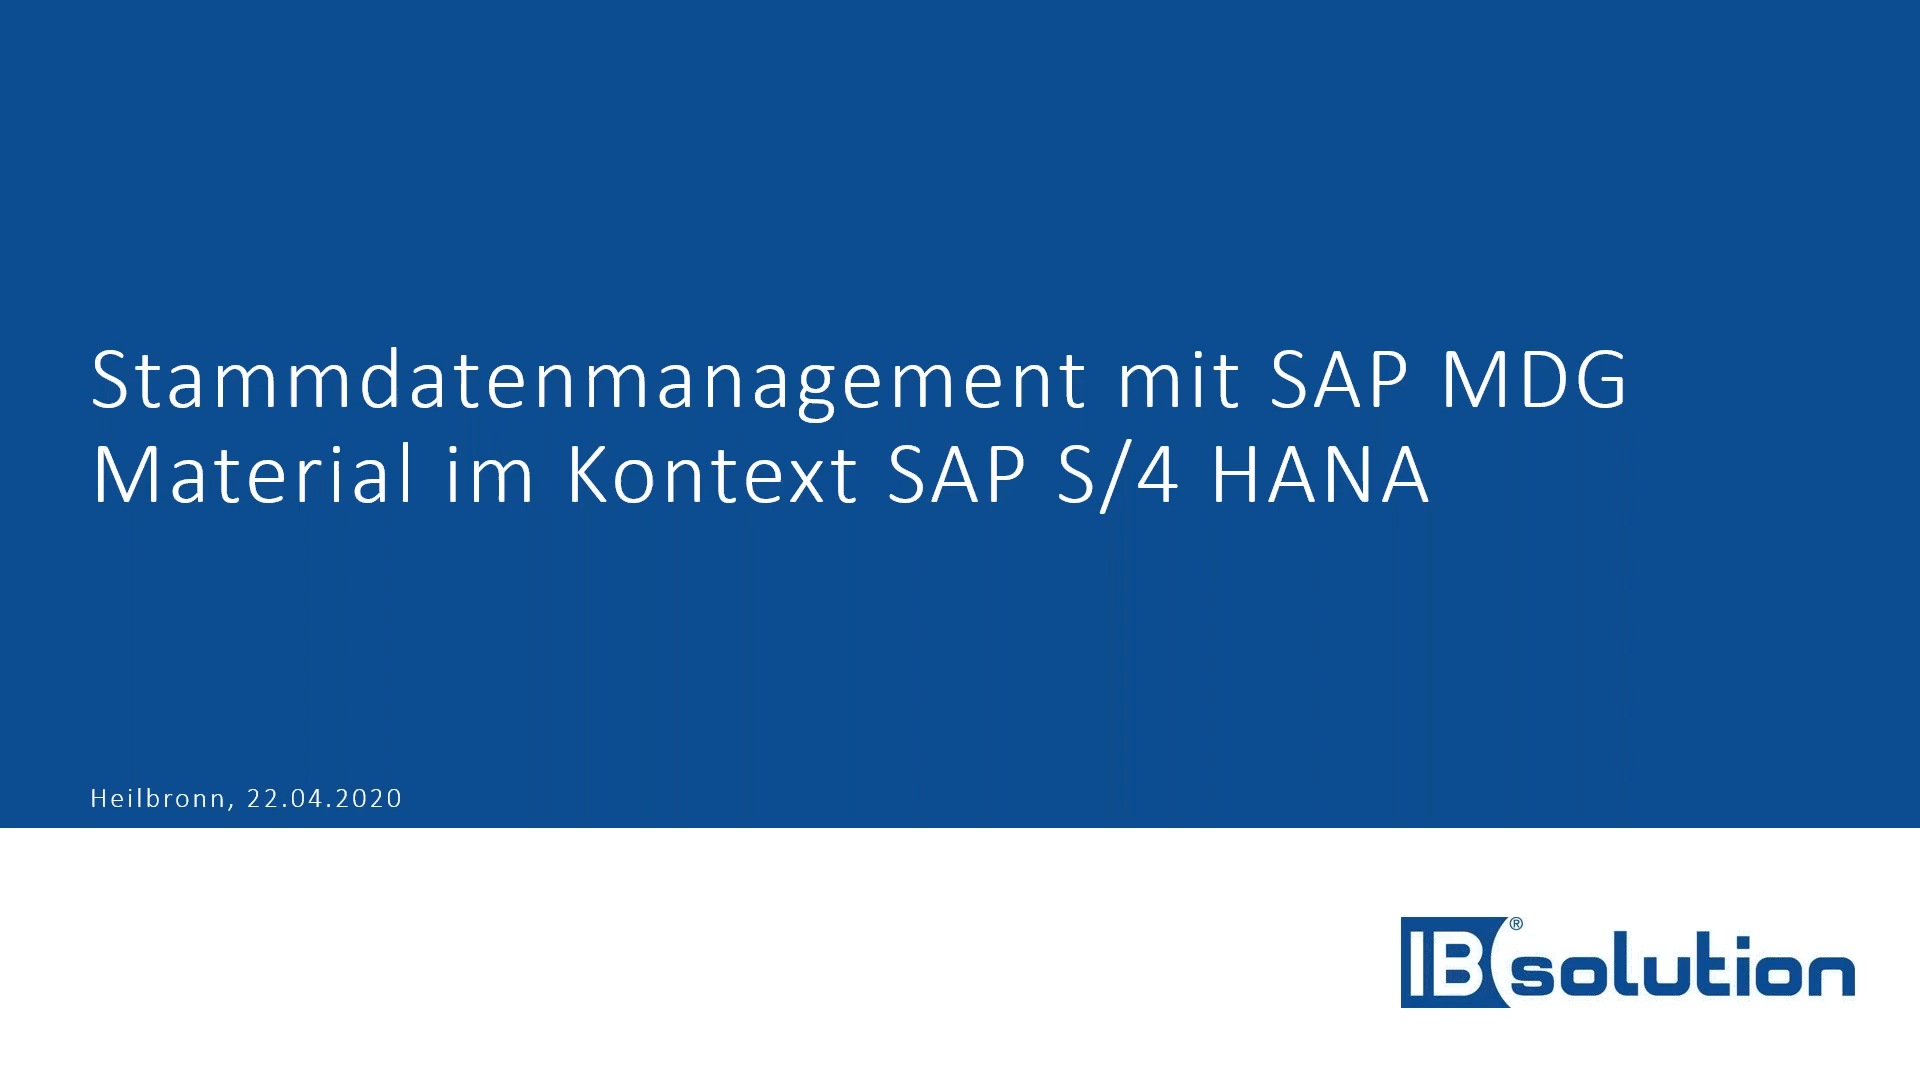 Stammdatenmanagement mit SAP MDG
Material im Kontext SAP S/4 HANA
Heilbronn, 22.04.2020
IBsolution®